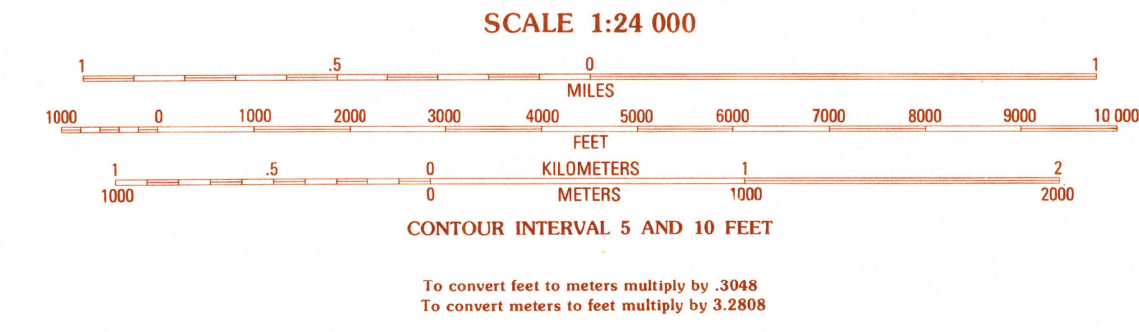 SCALE 1:24 000
1 .5 0 1
MILES
1000 0 1000 2000 3000 4000 5000 6000 7000 8000 9000 10 000
FEET
1 .5 0 KILOMETERS 1 2
1000 0 METERS 1000 2000
CONTOUR INTERVAL 5 AND 10 FEET
To convert feet to meters multiply by .3048
To convert meters to feet multiply by 3.2808